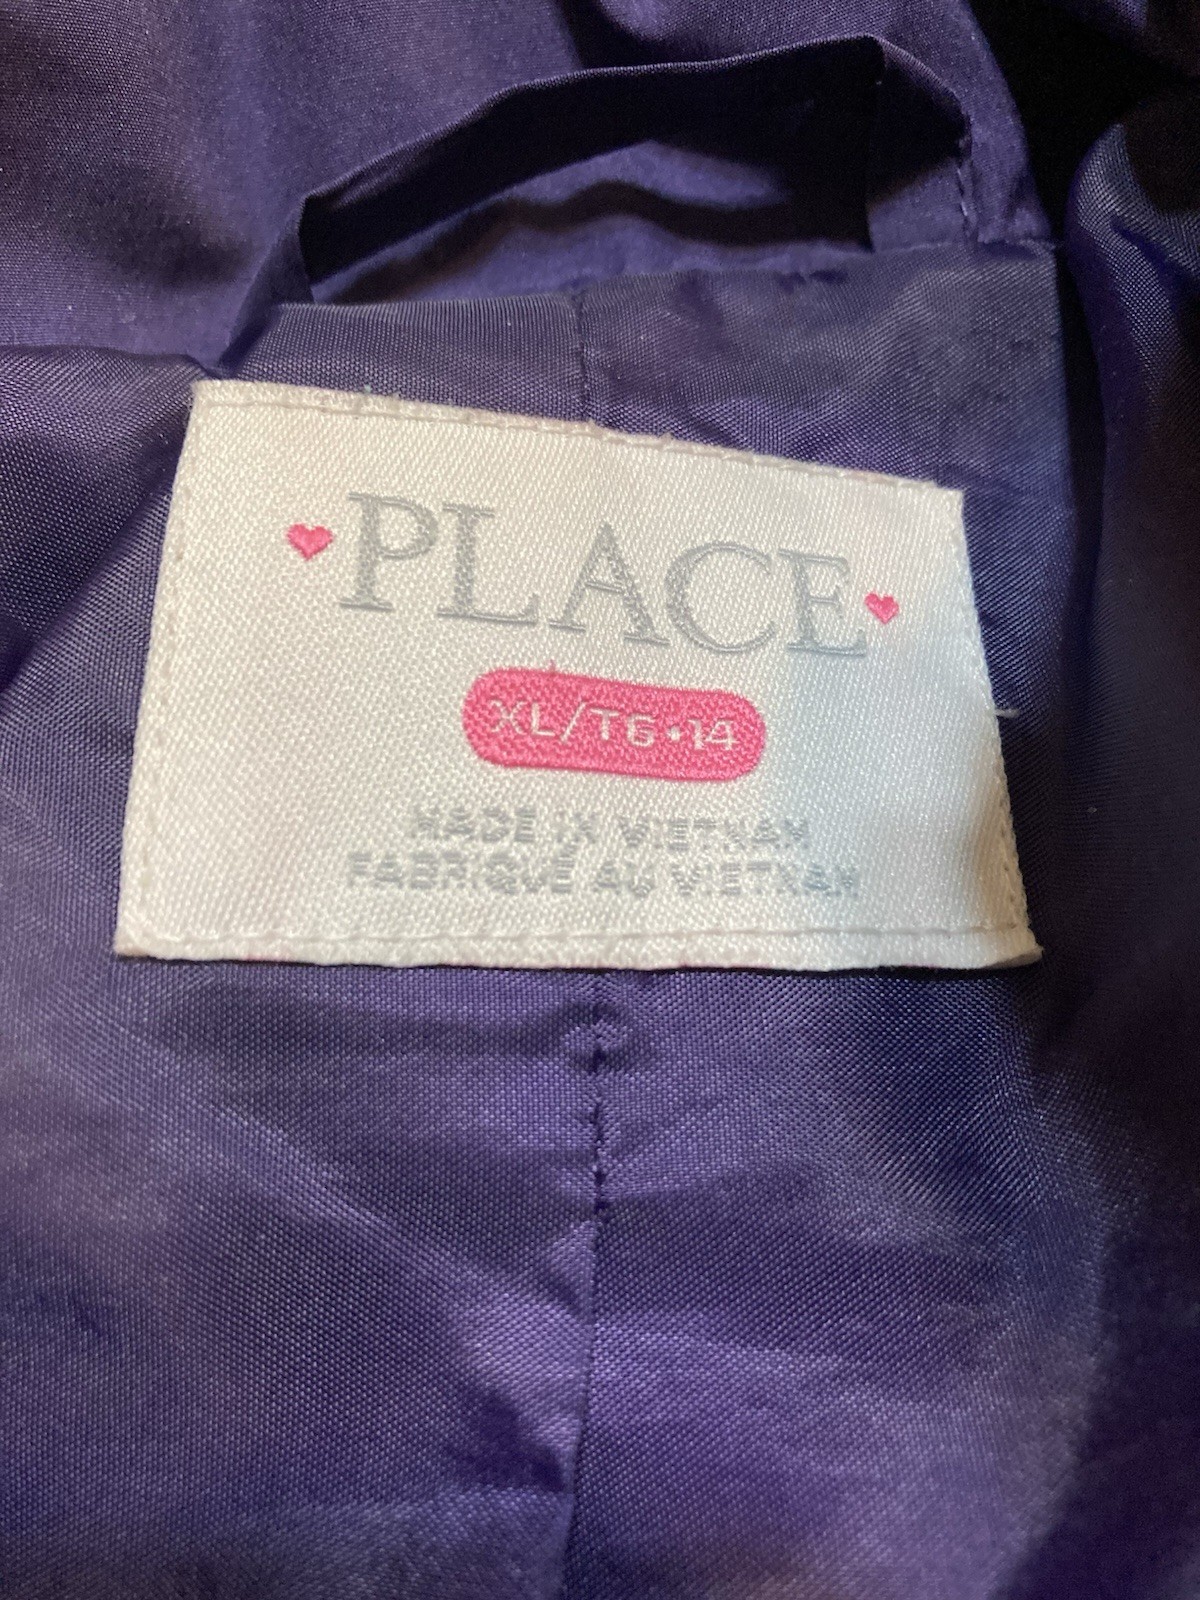 PLACE
XL/TG•14
MADE IN VIETNAM
FABRIQUÉ AU VIETNAM